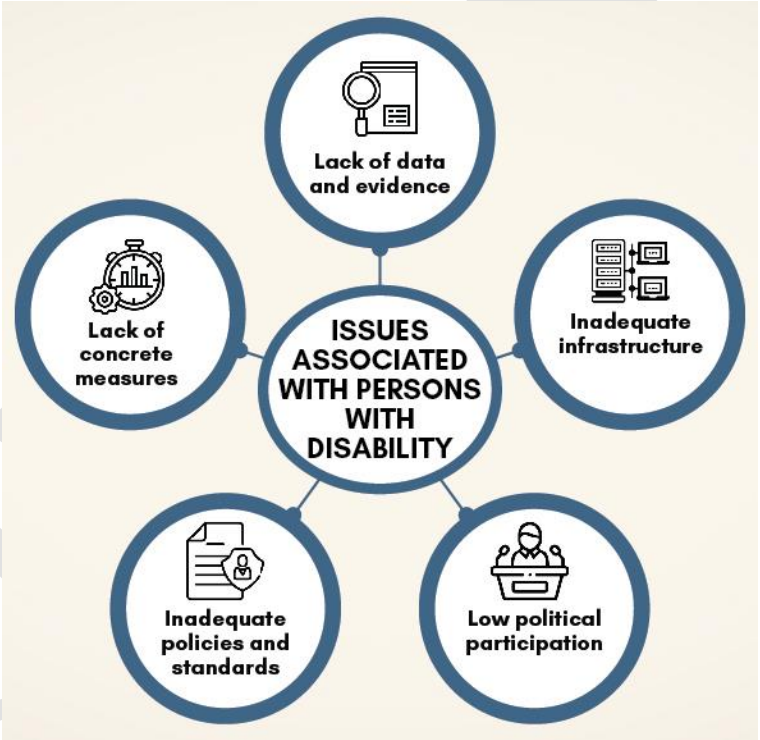 Lack of data
and evidence
Lack of
concrete
measures
Inadequate
infrastructure
ISSUES
ASSOCIATED
WITH PERSONS
WITH
DISABILITY
Inadequate
policies and
standards
Low political
participation